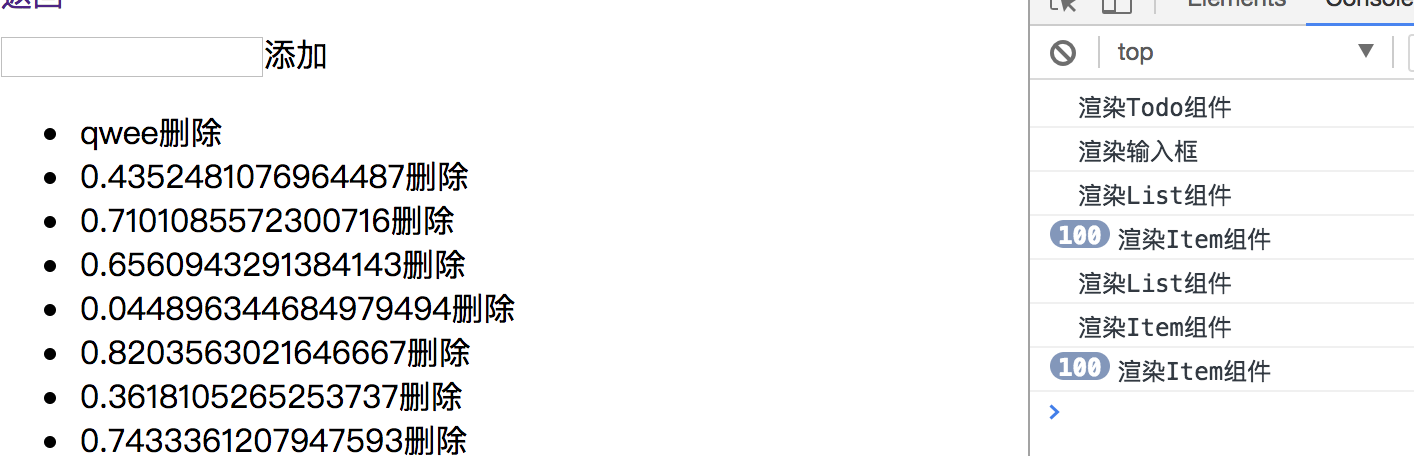 返回
添加
qwee删除
0.4352481076964487删除
0.7101085572300716删除
0.6560943291384143删除
0.044896344684979494删除
0.8203563021646667删除
0.3618105265253737删除
0.7433361207947593删除
Elements Console
top
渲染Todo组件
渲染输入框
渲染List组件
100 渲染Item组件
渲染List组件
渲染Item组件
100 渲染Item组件